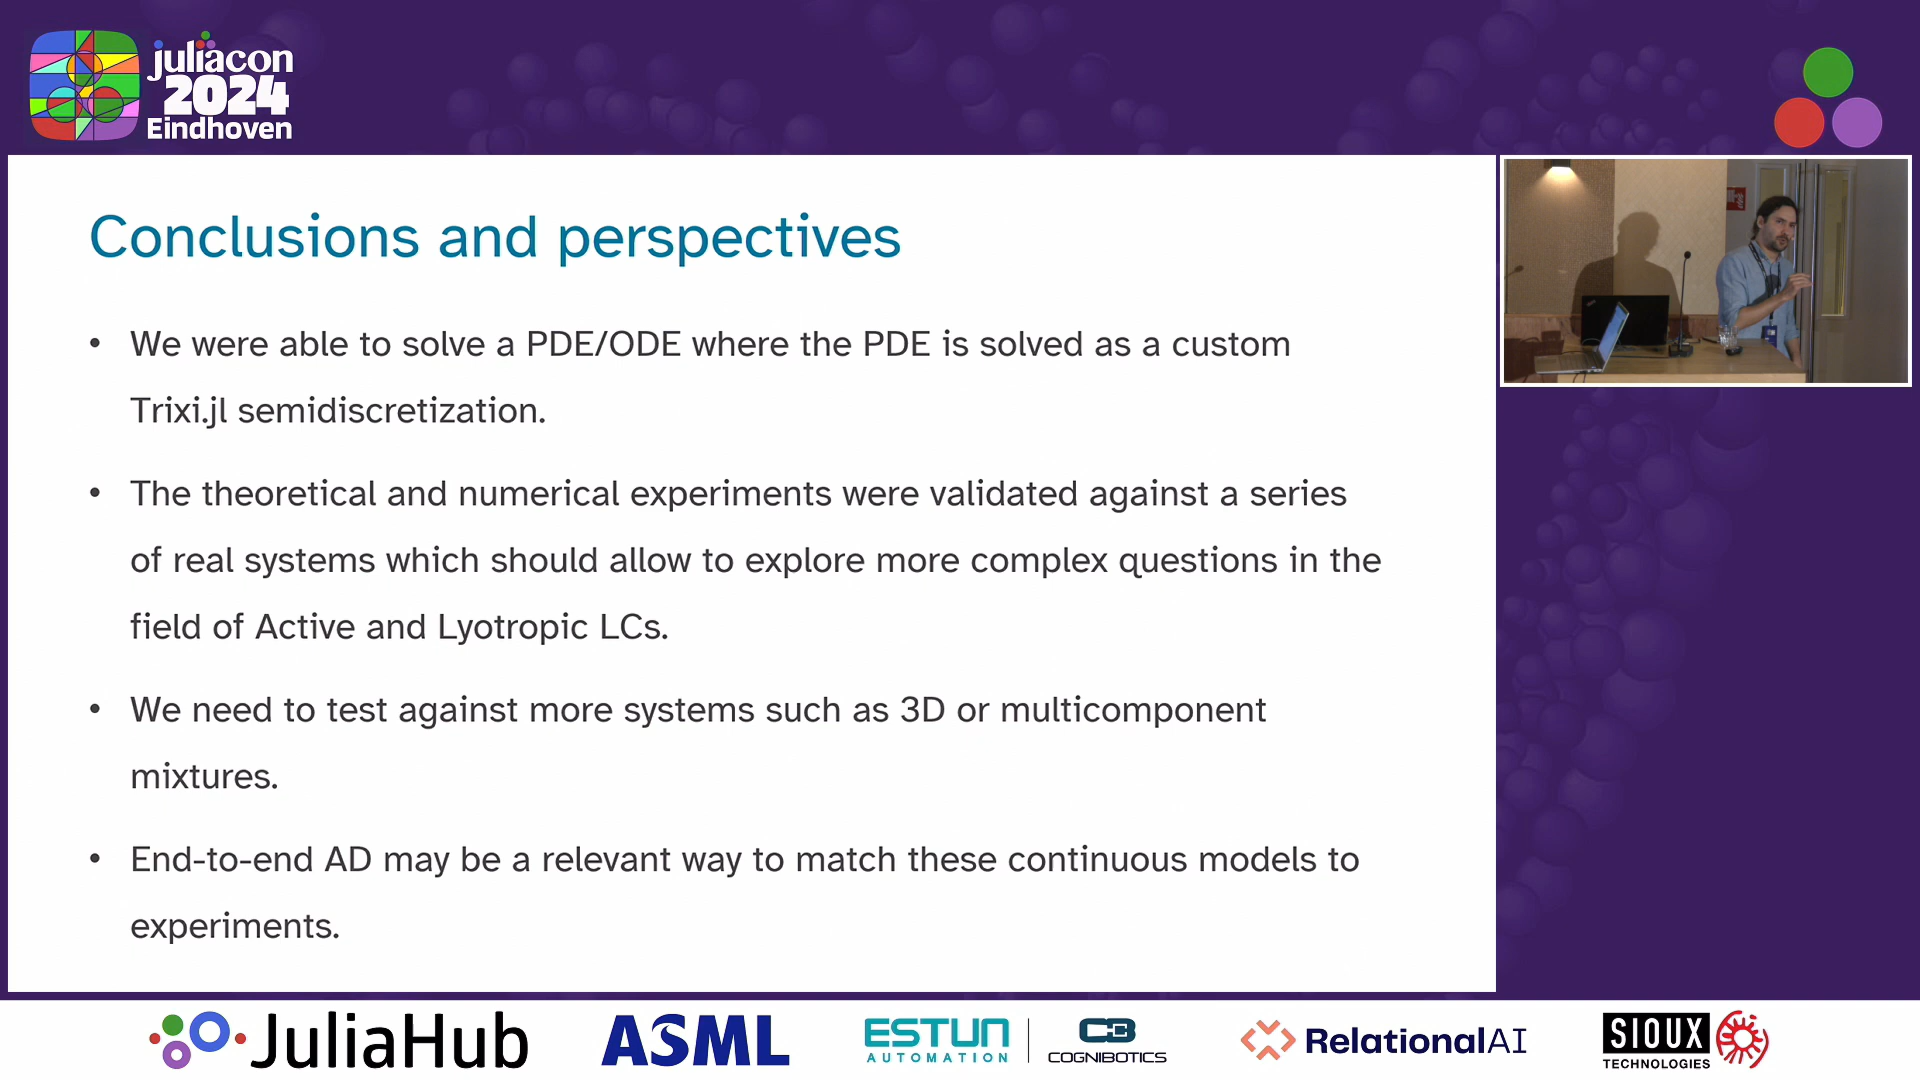 juliacon
2024
Eindhoven
Conclusions and perspectives
• We were able to solve a PDE/ODE where the PDE is solved as a custom
Trixi.jl semidiscretization.
• The theoretical and numerical experiments were validated against a series
of real systems which should allow to explore more complex questions in the
field of Active and Lyotropic LCs.
• We need to test against more systems such as 3D or multicomponent
mixtures.
• End-to-end AD may be a relevant way to match these continuous models to
experiments.
JuliaHub
ASML
ESTUN
AUTOMATION
COGNIBOTICS
RelationalAI
SIOUX
TECHNOLOGIES